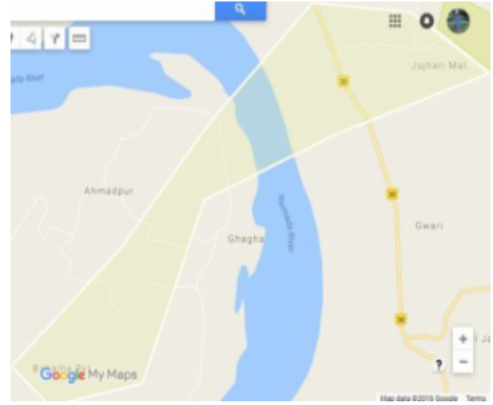 Jujhari Mal.
30
Ahmadpur
30
Gwari
Narmada River
Ghagha
30
+
?
−
Google My Maps
Map data ©2016 Google Terms